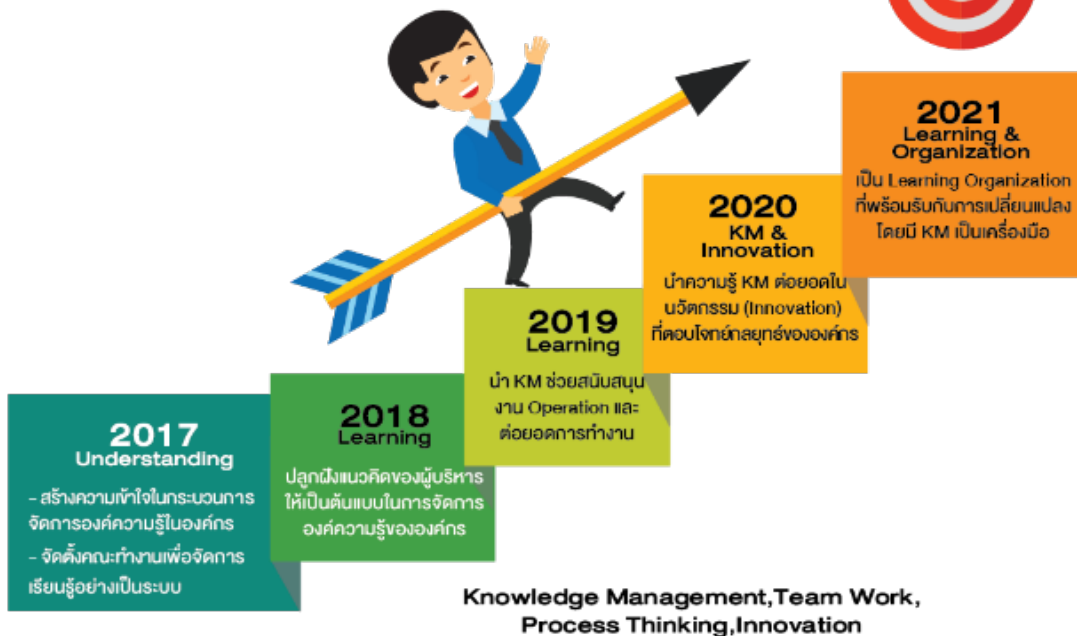 2017
Understanding
- สร้างความเข้าใจในกระบวนการ
จัดการองค์ความรู้ในองค์กร
- จัดตั้งคณะทำงานเพื่อจัดการ
เรียนรู้อย่างเป็นระบบ
2018
Learning
ปลูกฝังแนวคิดของผู้บริหาร
ให้เป็นต้นแบบในการจัดการ
องค์ความรู้ขององค์กร
2019
Learning
นำ KM ช่วยสนับสนุน
งาน Operation และ
ต่อยอดการทำงาน
2020
KM &
Innovation
นำความรู้ KM ต่อยอดใน
นวัตกรรม (Innovation)
ที่ตอบโจทย์กลยุทธ์ขององค์กร
2021
Learning &
Organization
เป็น Learning Organization
ที่พร้อมรับกับการเปลี่ยนแปลง
โดยมี KM เป็นเครื่องมือ
Knowledge Management,Team Work,
Process Thinking,Innovation